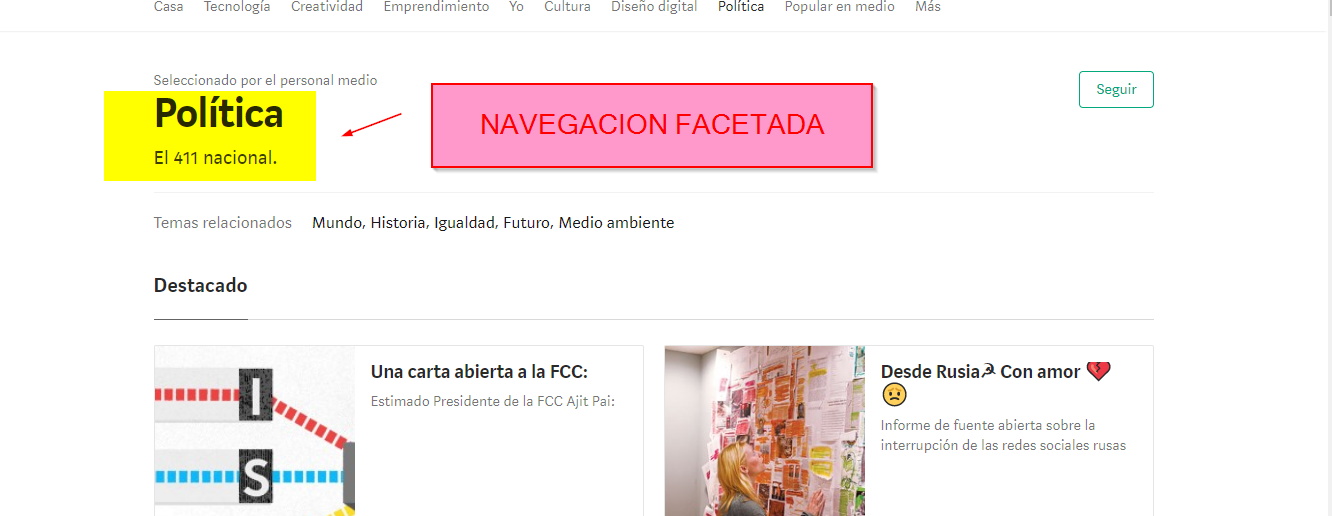 Casa Tecnología Creatividad Emprendimiento Yo Cultura Diseño digital Política Popular en medio Más
Seleccionado por el personal medio
Seguir
Política
El 411 nacional.
NAVEGACION FACETADA
Temas relacionados Mundo, Historia, Igualdad, Futuro, Medio ambiente
Destacado
I
S
Una carta abierta a la FCC:
Estimado Presidente de la FCC Ajit Pai:
Desde Rusia☭ Con amor 💔
😟
Informe de fuente abierta sobre la
interrupción de las redes sociales rusas